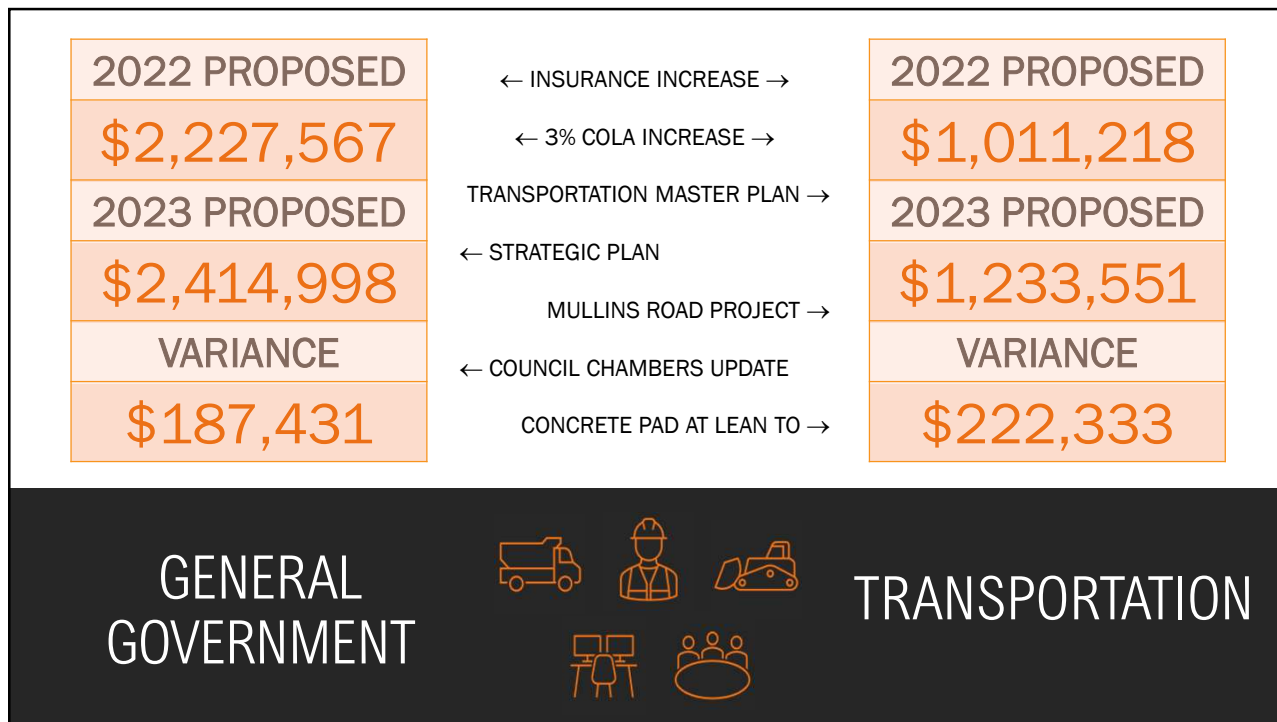 2022 PROPOSED
$2,227,567
2023 PROPOSED
$2,414,998
VARIANCE
$187,431
← INSURANCE INCREASE →
← 3% COLA INCREASE →
TRANSPORTATION MASTER PLAN →
← STRATEGIC PLAN
MULLINS ROAD PROJECT →
← COUNCIL CHAMBERS UPDATE
CONCRETE PAD AT LEAN TO →
2022 PROPOSED
$1,011,218
2023 PROPOSED
$1,233,551
VARIANCE
$222,333
GENERAL
GOVERNMENT
TRANSPORTATION